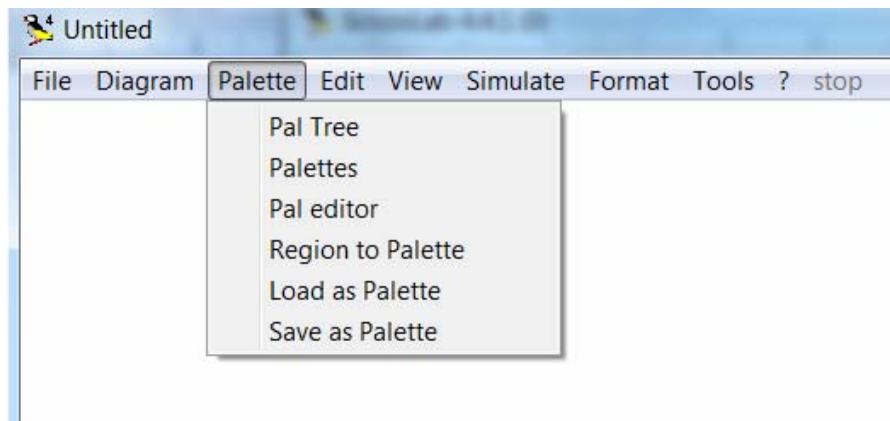 Untitled
File Diagram Palette Edit View Simulate Format Tools ? stop
Pal Tree
Palettes
Pal editor
Region to Palette
Load as Palette
Save as Palette